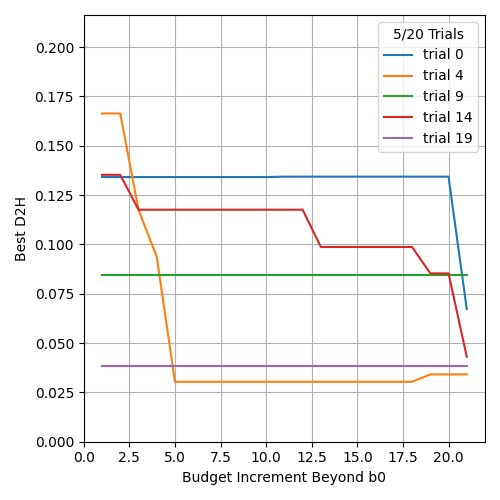 5/20 Trials
trial 0
trial 4
trial 9
trial 14
trial 19
0.200
0.175
0.150
0.125
0.100
0.075
0.050
0.025
0.000
Best D2H
0.0 2.5 5.0 7.5 10.0 12.5 15.0 17.5 20.0
Budget Increment Beyond b0